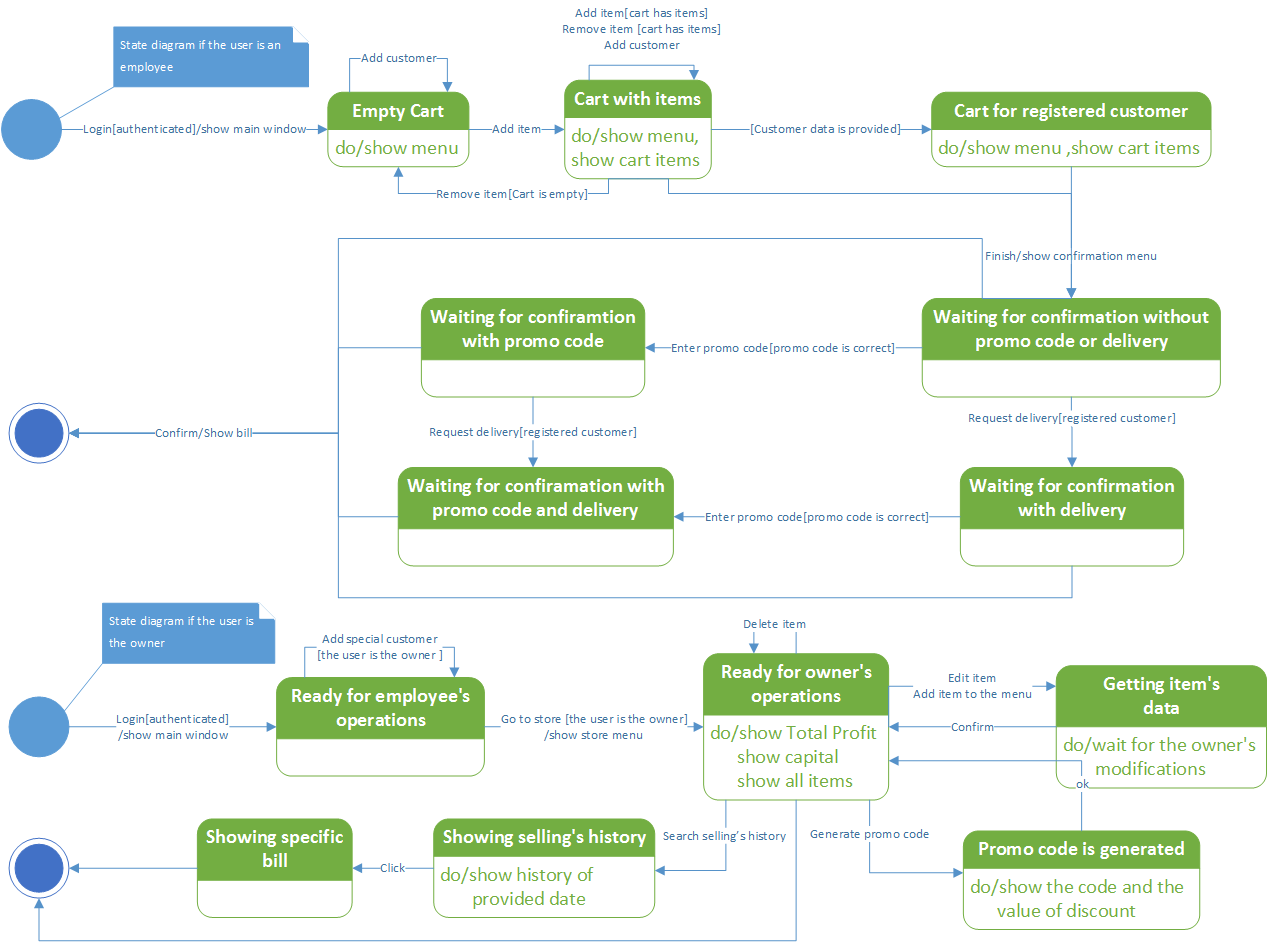 Add item[cart has items]
Remove item [cart has items]
Add customer
State diagram if the user is an
employee
Add customer
Empty Cart
do/show menu
Cart with items
do/show menu,
show cart items
Cart for registered customer
do/show menu ,show cart items
Login[authenticated]/show main window
Add item
[Customer data is provided]
Remove item[Cart is empty]
Finish/show confirmation menu
Waiting for confiramtion
with promo code
Waiting for confirmation without
promo code or delivery
Enter promo code[promo code is correct]
Request delivery[registered customer]
Request delivery[registered customer]
Confirm/Show bill
Waiting for confiramation with
promo code and delivery
Waiting for confirmation
with delivery
Enter promo code[promo code is correct]
State diagram if the user is
the owner
Add special customer
[the user is the owner ]
Delete item
Ready for employee's
operations
Ready for owner's
operations
do/show Total Profit
show capital
show all items
Edit item
Add item to the menu
Getting item's
data
do/wait for the owner's
modifications
Login[authenticated]
/show main window
Go to store [the user is the owner]
/show store menu
Confirm
ok
Search selling's history
Generate promo code
Showing specific
bill
Click
Showing selling's history
do/show history of
provided date
Promo code is generated
do/show the code and the
value of discount